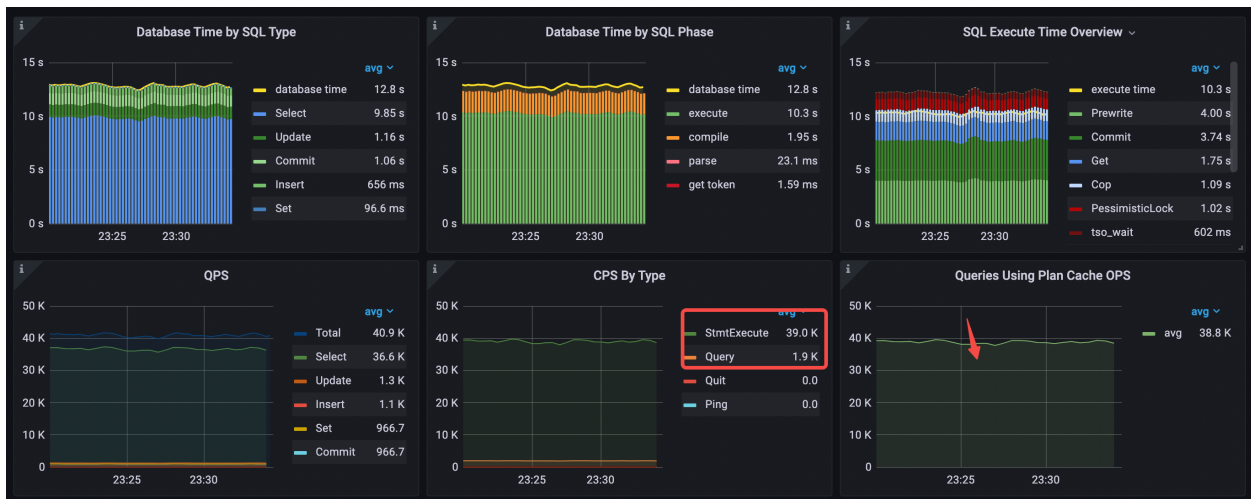 Database Time by SQL Type
15 s
10 s
5 s
0 s
23:25 23:30
avg
database time 12.8 s
Select 9.85 s
Update 1.16 s
Commit 1.06 s
Insert 656 ms
Set 96.6 ms
Database Time by SQL Phase
15 s
10 s
5 s
0 s
23:25 23:30
avg
database time 12.8 s
execute 10.3 s
compile 1.95 s
parse 23.1 ms
get token 1.59 ms
SQL Execute Time Overview
15 s
10 s
5 s
0 s
23:25 23:30
avg
execute time 10.3 s
Prewrite 4.00 s
Commit 3.74 s
Get 1.75 s
Cop 1.09 s
PessimisticLock 1.02 s
tso_wait 602 ms
QPS
50 K
40 K
30 K
20 K
10 K
0
23:25 23:30
avg
Total 40.9 K
Select 36.6 K
Update 1.3 K
Insert 1.1 K
Set 966.7
Commit 966.7
CPS By Type
50 K
40 K
30 K
20 K
10 K
0
23:25 23:30
avg
StmtExecute 39.0 K
Query 1.9 K
Quit 0.0
Ping 0.0
Queries Using Plan Cache OPS
50 K
40 K
30 K
20 K
10 K
0
23:25 23:30
avg
avg 38.8 K